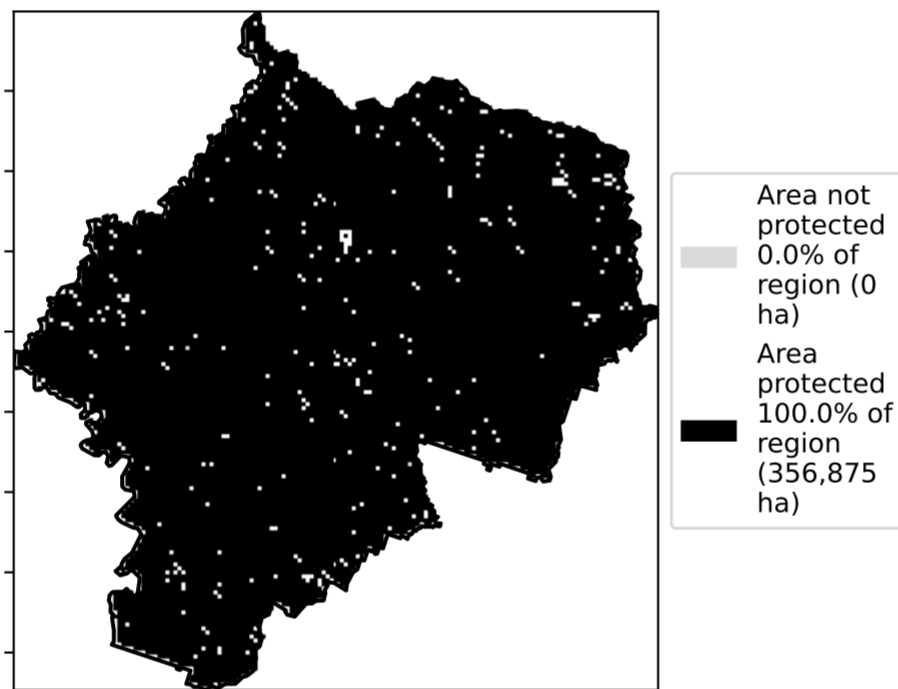 Area not
protected
0.0% of
region (0
ha)
Area
protected
100.0% of
region
(356,875
ha)